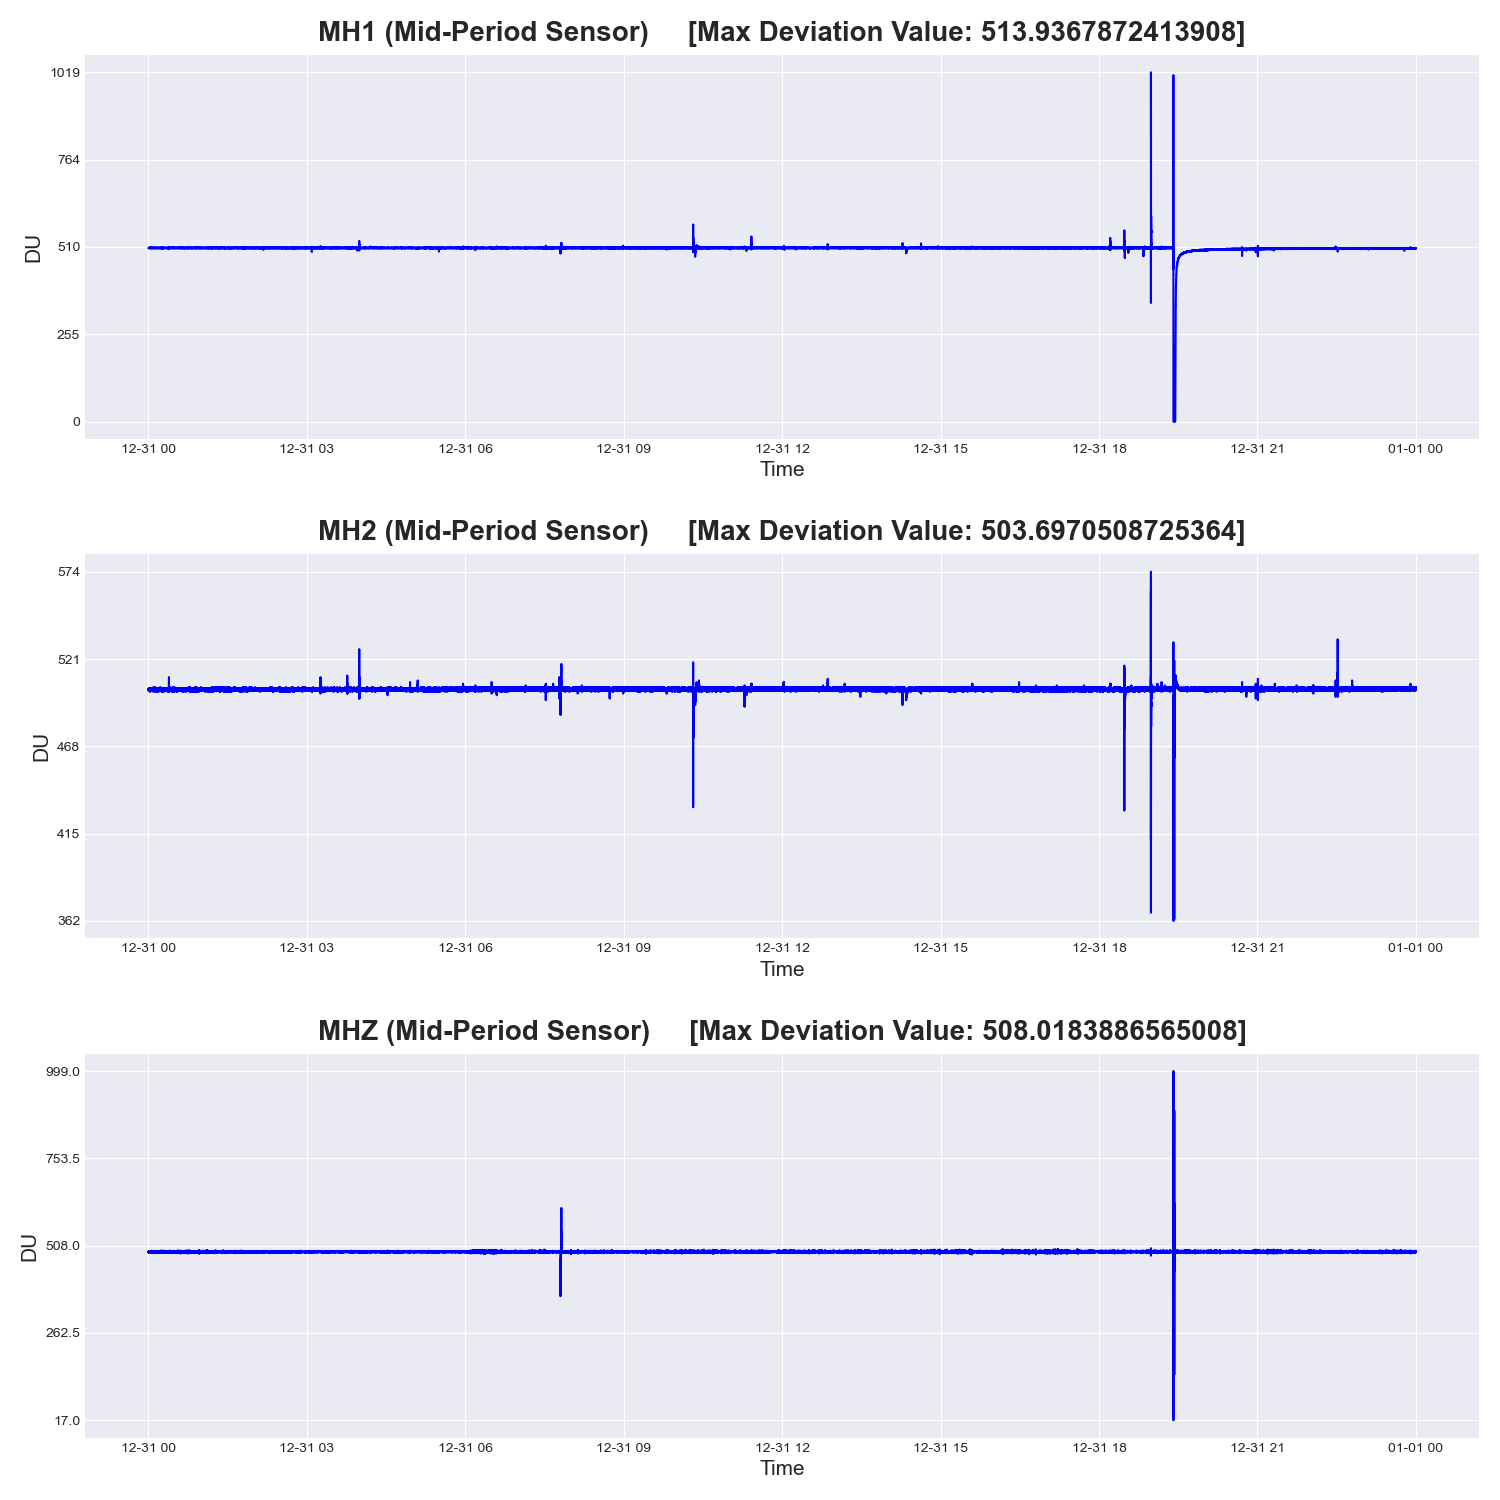 MH1 (Mid-Period Sensor) [Max Deviation Value: 513.9367872413908]
1019
764
510
255
0
DU
12-31 00 12-31 03 12-31 06 12-31 09 12-31 12 12-31 15 12-31 18 12-31 21 01-01 00
Time
MH2 (Mid-Period Sensor) [Max Deviation Value: 503.6970508725364]
574
521
468
415
362
DU
12-31 00 12-31 03 12-31 06 12-31 09 12-31 12 12-31 15 12-31 18 12-31 21 01-01 00
Time
MHZ (Mid-Period Sensor) [Max Deviation Value: 508.0183886565008]
999.0
753.5
508.0
262.5
17.0
DU
12-31 00 12-31 03 12-31 06 12-31 09 12-31 12 12-31 15 12-31 18 12-31 21 01-01 00
Time